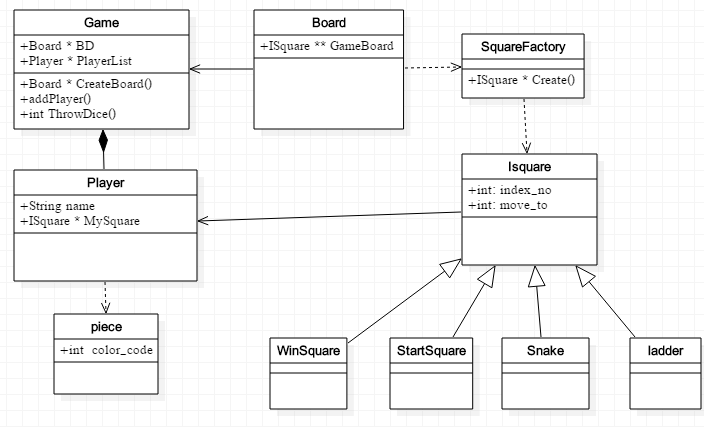 Game
+Board * BD
+Player * PlayerList
+Board * CreateBoard()
+addPlayer()
+int ThrowDice()
Board
+ISquare ** GameBoard
SquareFactory
+ISquare * Create()
Player
+String name
+ISquare * MySquare
Isquare
+int: index_no
+int: move_to
piece
+int color_code
WinSquare
StartSquare
Snake
ladder